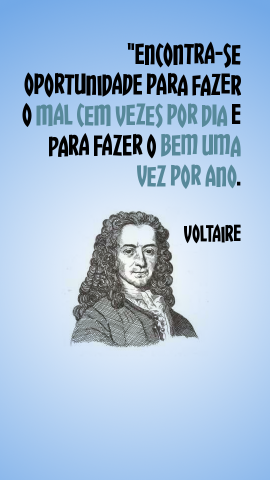 "ENCONTRA-SE
OPORTUNIDADE PARA FAZER
O MAL CEM VEZES POR DIA E
PARA FAZER O BEM UMA
VEZ POR ANO.
VOLTAIRE